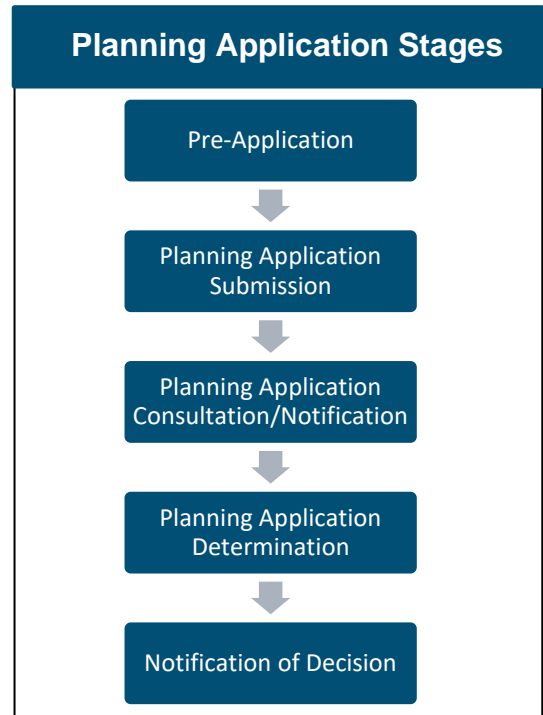 Planning Application Stages
Pre-Application
Planning Application
Submission
Planning Application
Consultation/Notification
Planning Application
Determination
Notification of Decision